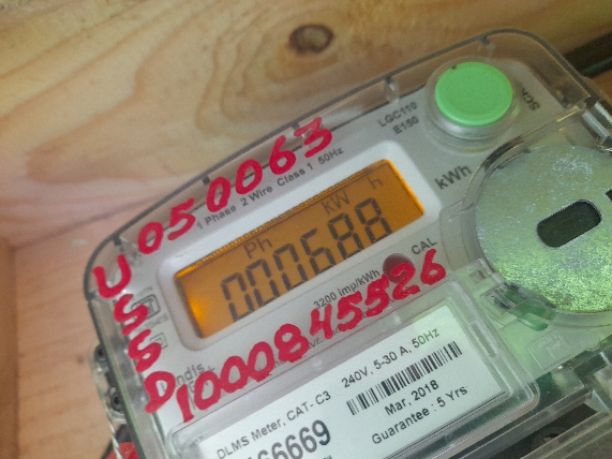 LGC110
E150
050063
1 Phase 2 Wire Class 1 50Hz
kWh
Ph kW h
000688
CAL
3200 imp/kWh
USSD
1000845526
DLMS Meter, CAT- C3 240V, 5-30 A, 50Hz
66669
Mar, 2018
Guarantee : 5 Yrs